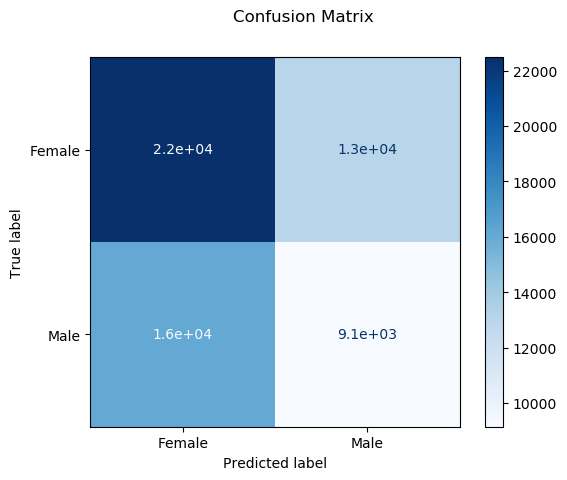 Confusion Matrix
Female
Male
True label
2.2e+04
1.3e+04
1.6e+04
9.1e+03
Female
Male
Predicted label
22000
20000
18000
16000
14000
12000
10000